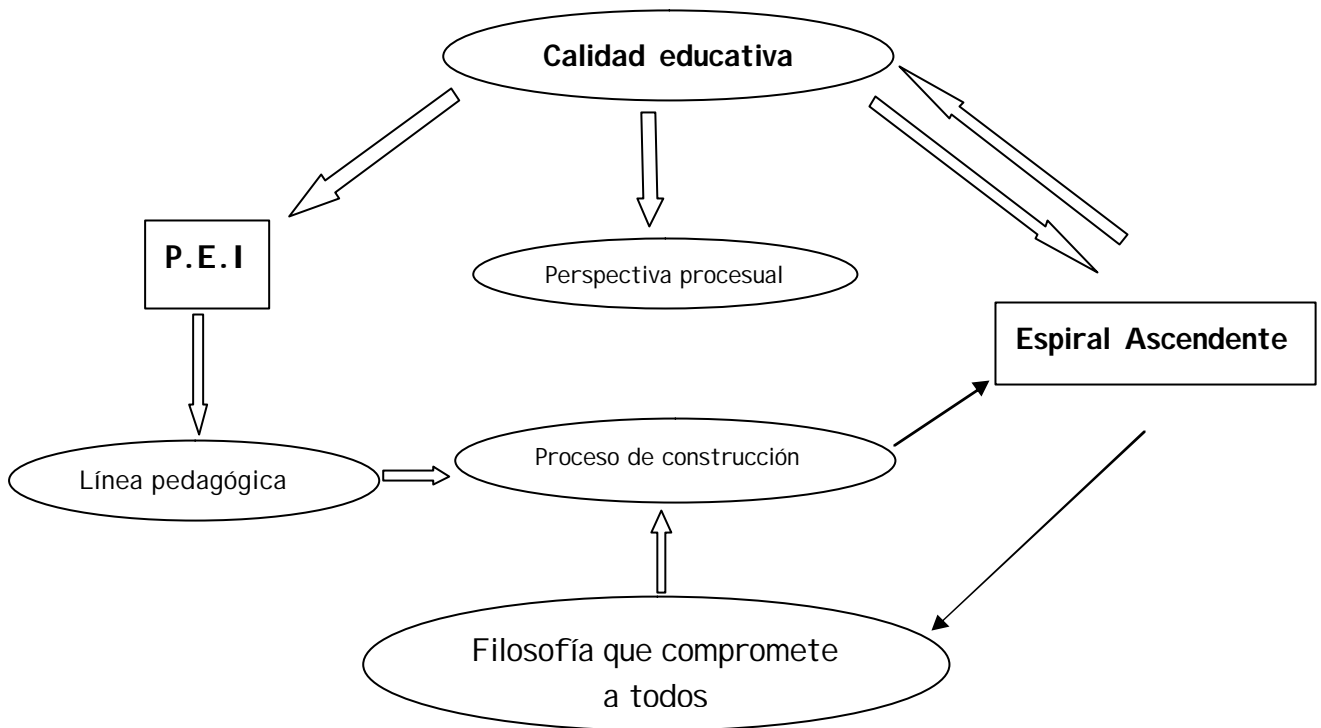 Calidad educativa
P.E.I
Perspectiva procesual
Espiral Ascendente
Línea pedagógica
Proceso de construcción
Filosofía que compromete
a todos